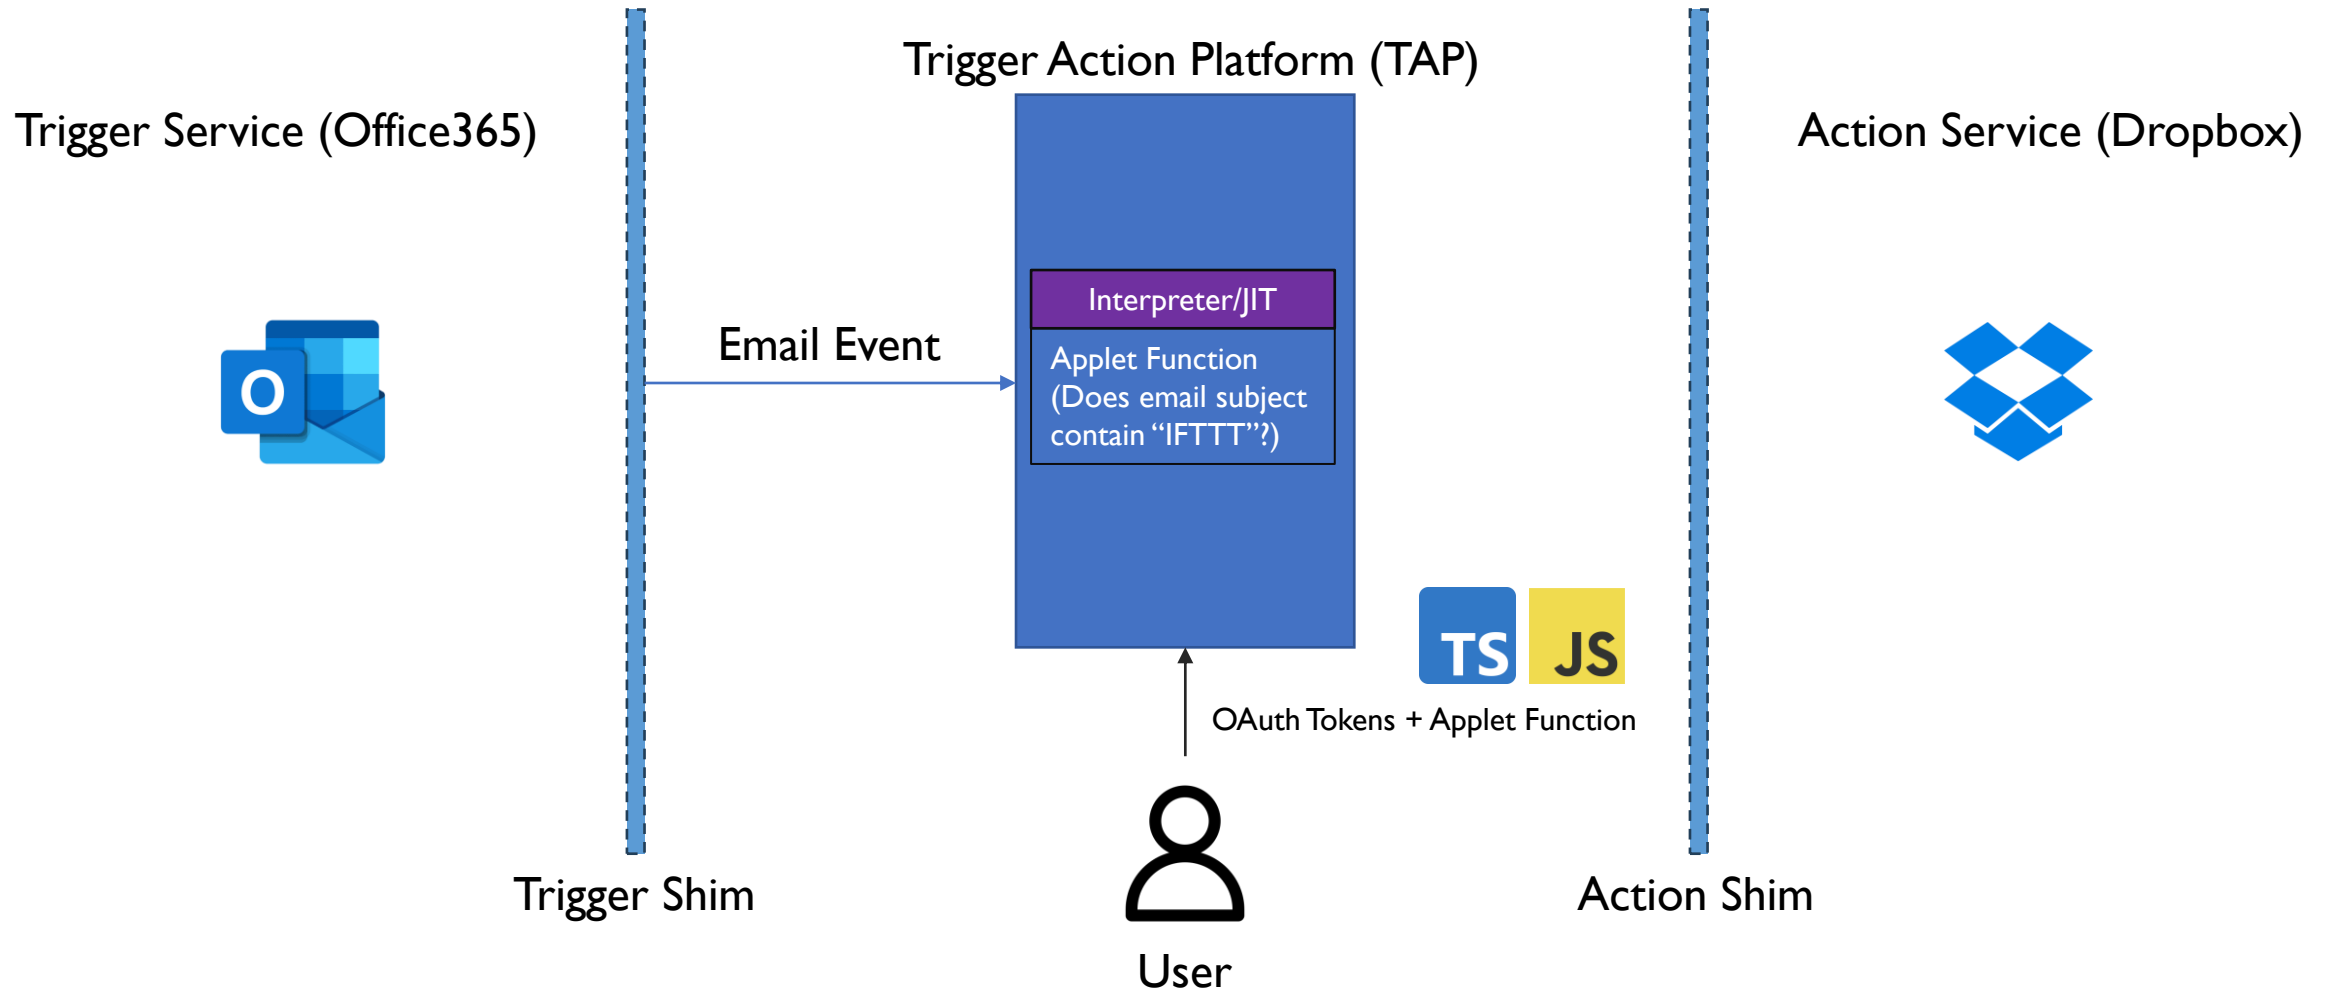 Trigger Action Platform (TAP)
Trigger Service (Office365)
Action Service (Dropbox)
Interpreter/JIT
Email Event
Applet Function
(Does email subject
contain “IFTTT”?)
O
TS
JS
OAuth Tokens + Applet Function
Trigger Shim
Action Shim
User